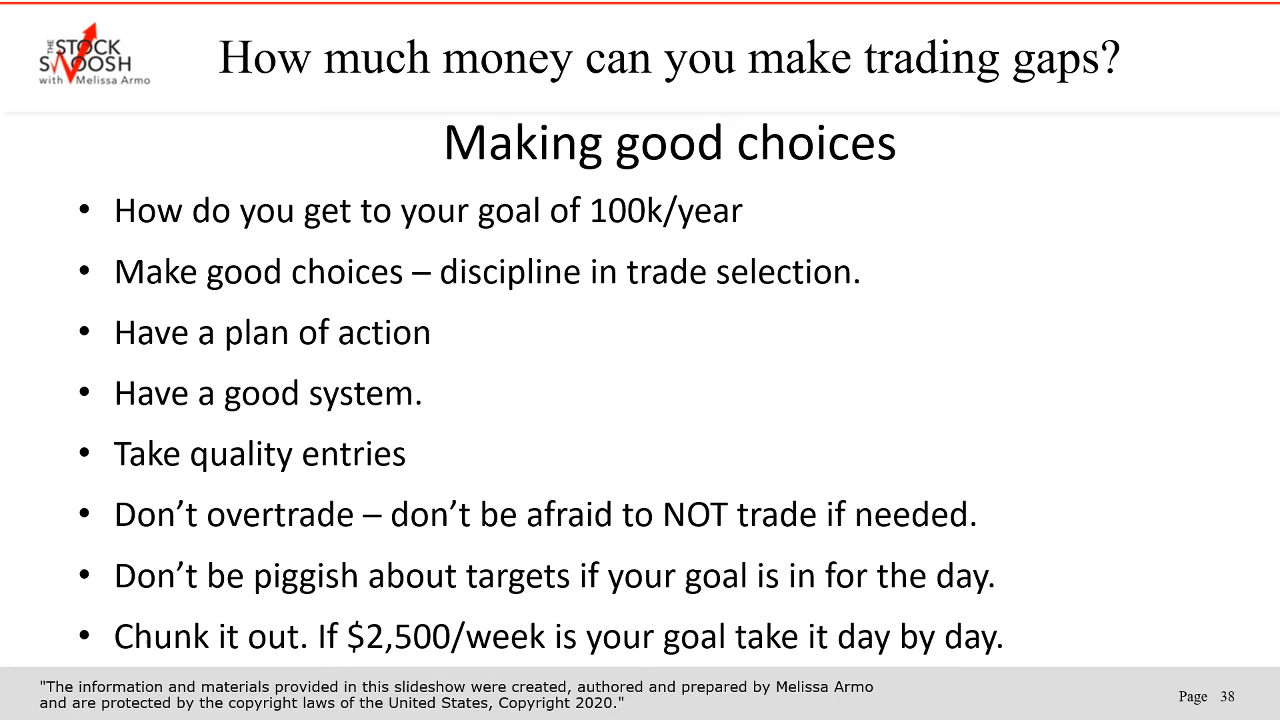 THE
STOCK
SWOOSH
with Melissa Armo
How much money can you make trading gaps?
Making good choices
• How do you get to your goal of 100k/year
• Make good choices – discipline in trade selection.
• Have a plan of action
• Have a good system.
• Take quality entries
• Don’t overtrade – don’t be afraid to NOT trade if needed.
• Don’t be piggish about targets if your goal is in for the day.
• Chunk it out. If $2,500/week is your goal take it day by day.
"The information and materials provided in this slideshow were created, authored and prepared by Melissa Armo
and are protected by the copyright laws of the United States, Copyright 2020."
Page 38